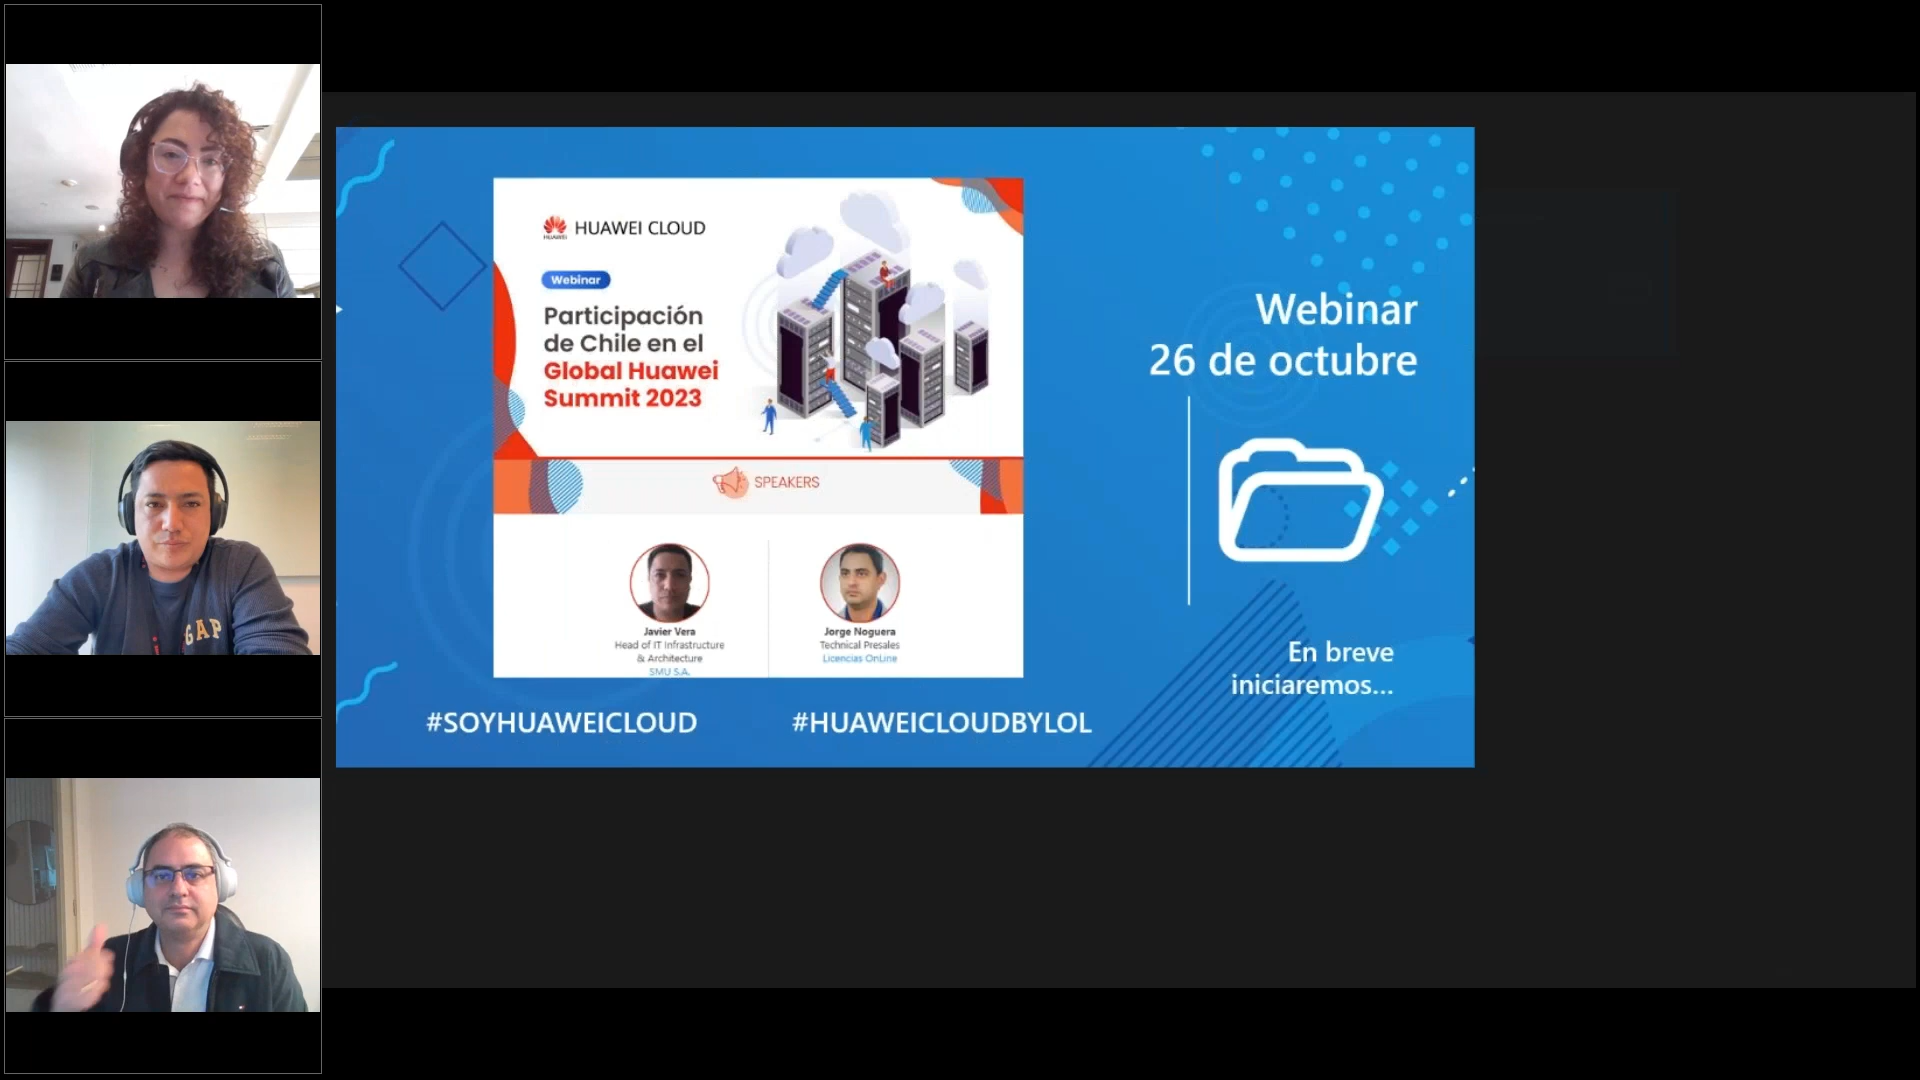 HUAWEI
HUAWEI CLOUD
Webinar
Participación
de Chile en el
Global Huawei
Summit 2023
SPEAKERS
Javier Vera
Head of IT Infrastructure
& Architecture
SMU S.A.
Jorge Noguera
Technical Presales
Licencias OnLine
#SOYHUAWEICLOUD
#HUAWEICLOUDBYLOL
Webinar
26 de octubre
En breve
iniciaremos...
GAP